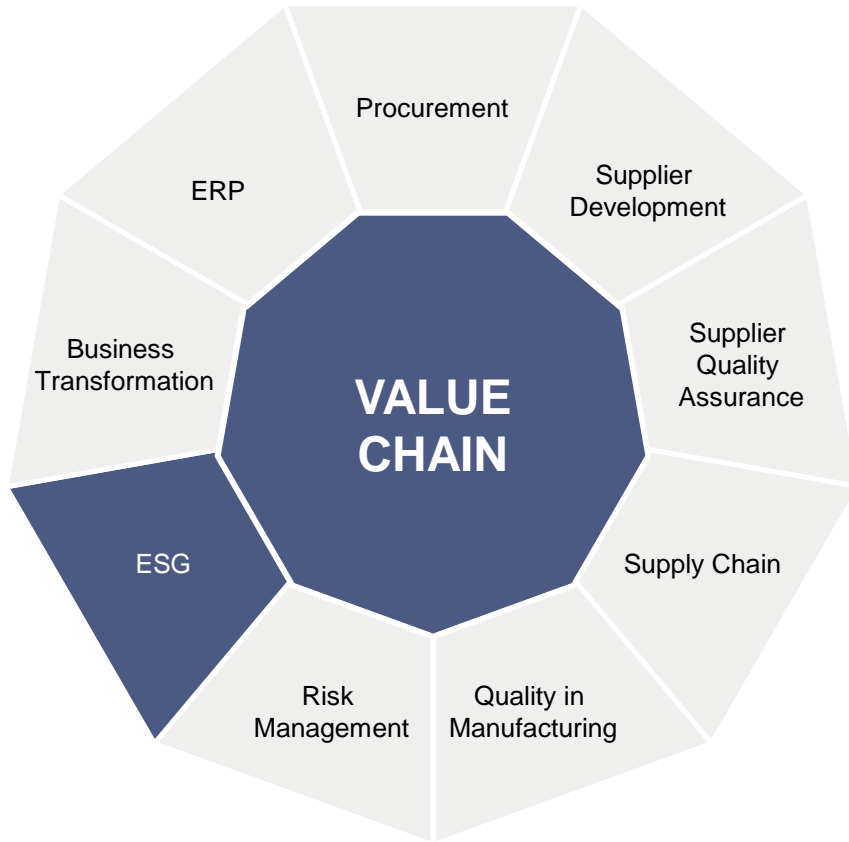 Procurement
ERP
Supplier
Development
Business
Transformation
Supplier
Quality
Assurance
VALUE
CHAIN
ESG
Supply Chain
Risk
Management
Quality in
Manufacturing